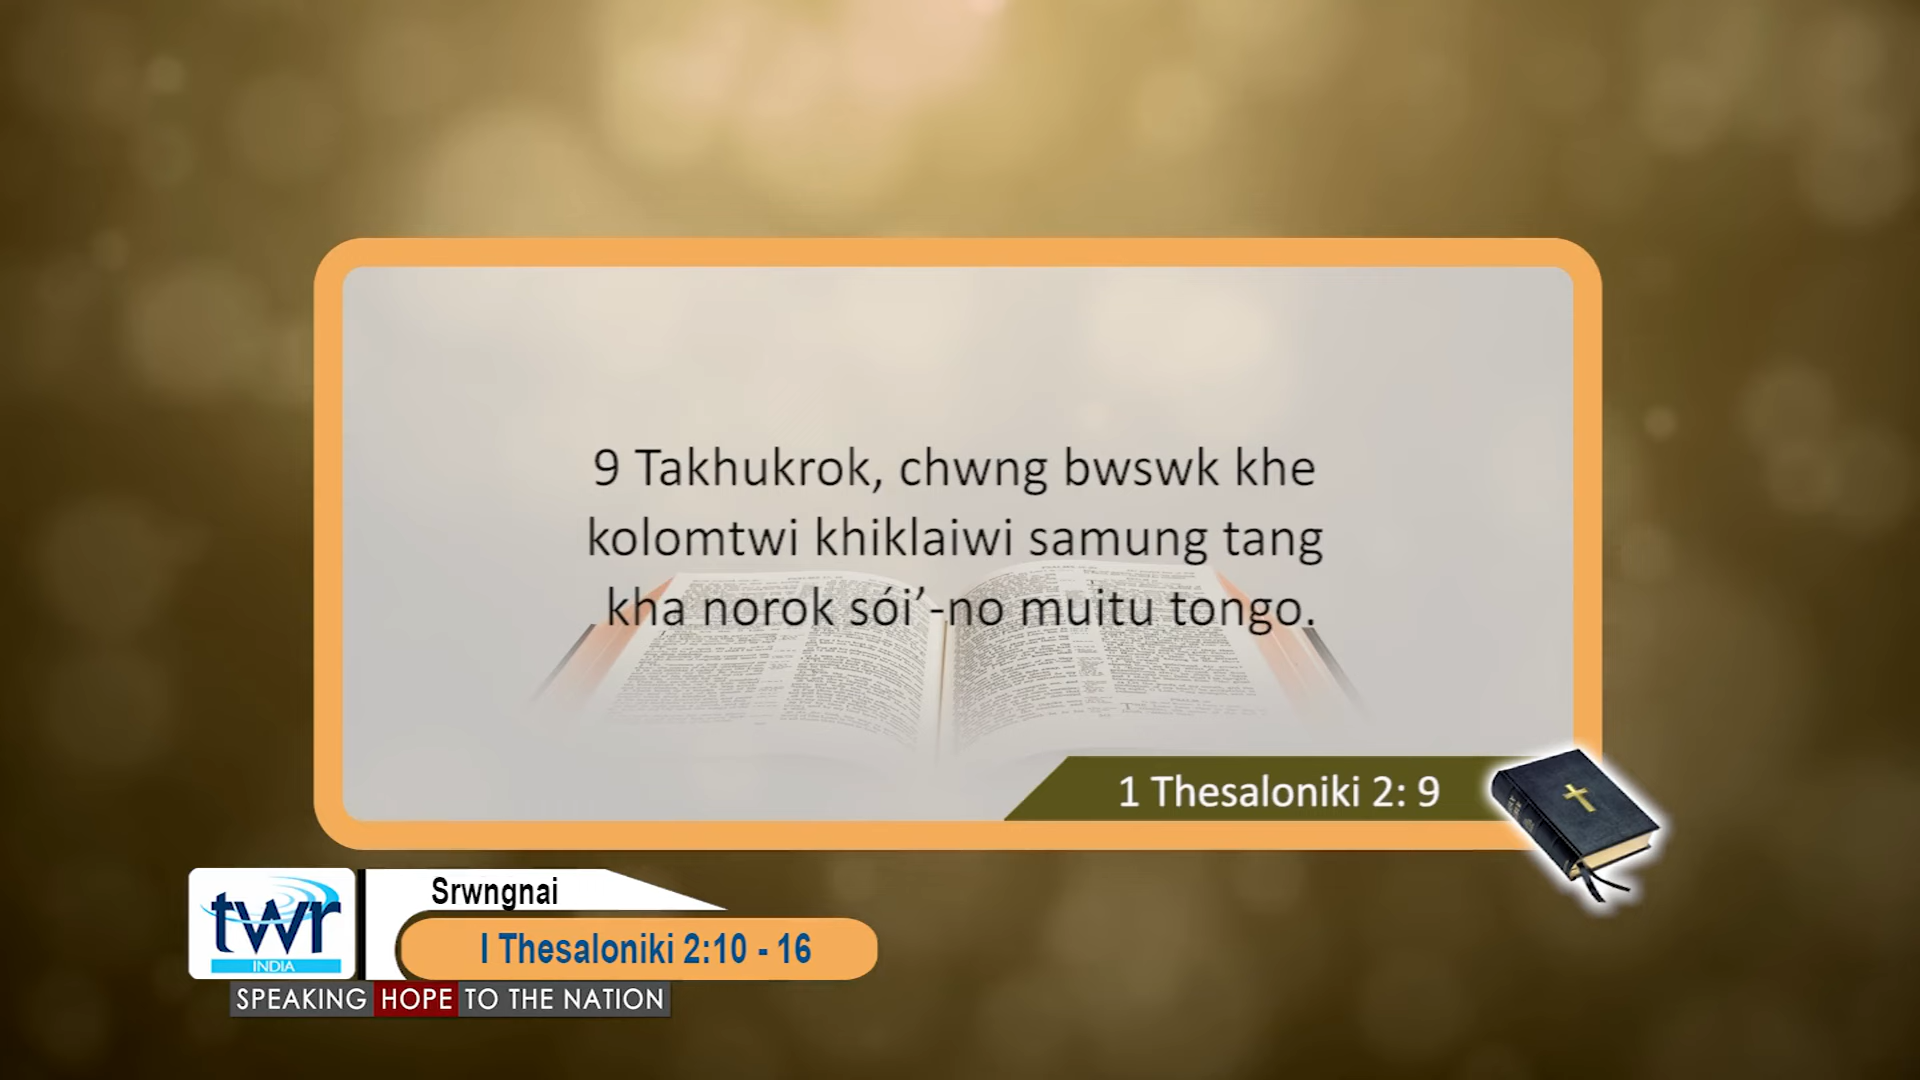 9 Takhukrok, chwng bwswk khe
kolomtwi khiklaiwi samung tang
kha norok sói’-no muitu tongo.
1 Thesaloniki 2: 9
twr
INDIA
Srwngnai
I Thesaloniki 2:10 - 16
SPEAKING HOPE TO THE NATION